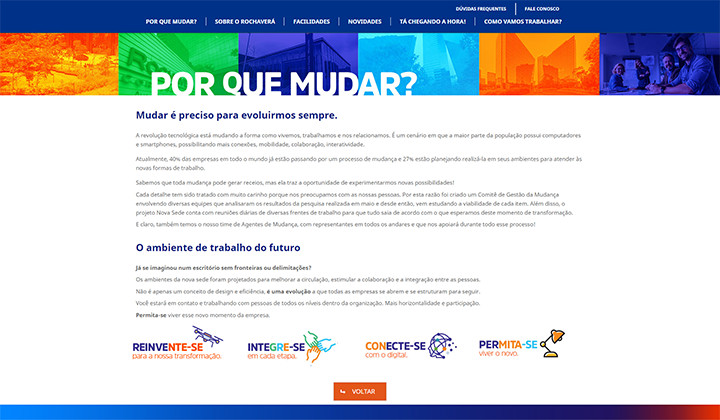 DÚVIDAS FREQUENTES FALE CONOSCO
POR QUE MUDAR? SOBRE O ROCHAVERÁ FACILIDADES NOVIDADES TÁ CHEGANDO A HORA! COMO VAMOS TRABALHAR?
POR QUE MUDAR?
Mudar é preciso para evoluirmos sempre.
A revolução tecnológica está mudando a forma como vivemos, trabalhamos e nos relacionamos. É um cenário em que a maior parte da população possui computadores
e smartphones, possibilitando mais conexões, mobilidade, colaboração, interatividade.
Atualmente, 40% das empresas em todo o mundo já estão passando por um processo de mudança e 27% estão planejando realizá-la em seus ambientes para atender às
novas formas de trabalho.
Sabemos que toda mudança pode gerar receios, mas ela traz a oportunidade de experimentarmos novas possibilidades!
Cada detalhe tem sido tratado com muito carinho porque nos preocupamos com as nossas pessoas. Por esta razão foi criado um Comitê de Gestão da Mudança
envolvendo diversas equipes que analisaram os resultados da pesquisa realizada em maio e desde então, vem estudando a viabilidade de cada item. Além disso, o
projeto Nova Sede conta com reuniões diárias de diversas frentes de trabalho para que tudo saia de acordo com o que esperamos deste momento de transformação.
E claro, também temos o nosso time de Agentes de Mudança, com representantes em todos os andares e que nos apoiará durante todo esse processo!
O ambiente de trabalho do futuro
Já se imaginou num escritório sem fronteiras ou delimitações?
Os ambientes da nova sede foram projetados para melhorar a circulação, estimular a colaboração e a integração entre as pessoas.
Não é apenas um conceito de design e eficiência, é uma evolução a que todas as empresas se abrem e se estruturam para seguir.
Você estará em contato e trabalhando com pessoas de todos os níveis dentro da organização. Mais horizontalidade e participação.
Permita-se viver esse novo momento da empresa.
REINVENTE-SE
para a nossa transformação.
INTEGRE-SE
em cada etapa.
CONECTE-SE
com o digital.
PERMITA-SE
viver o novo.
VOLTAR